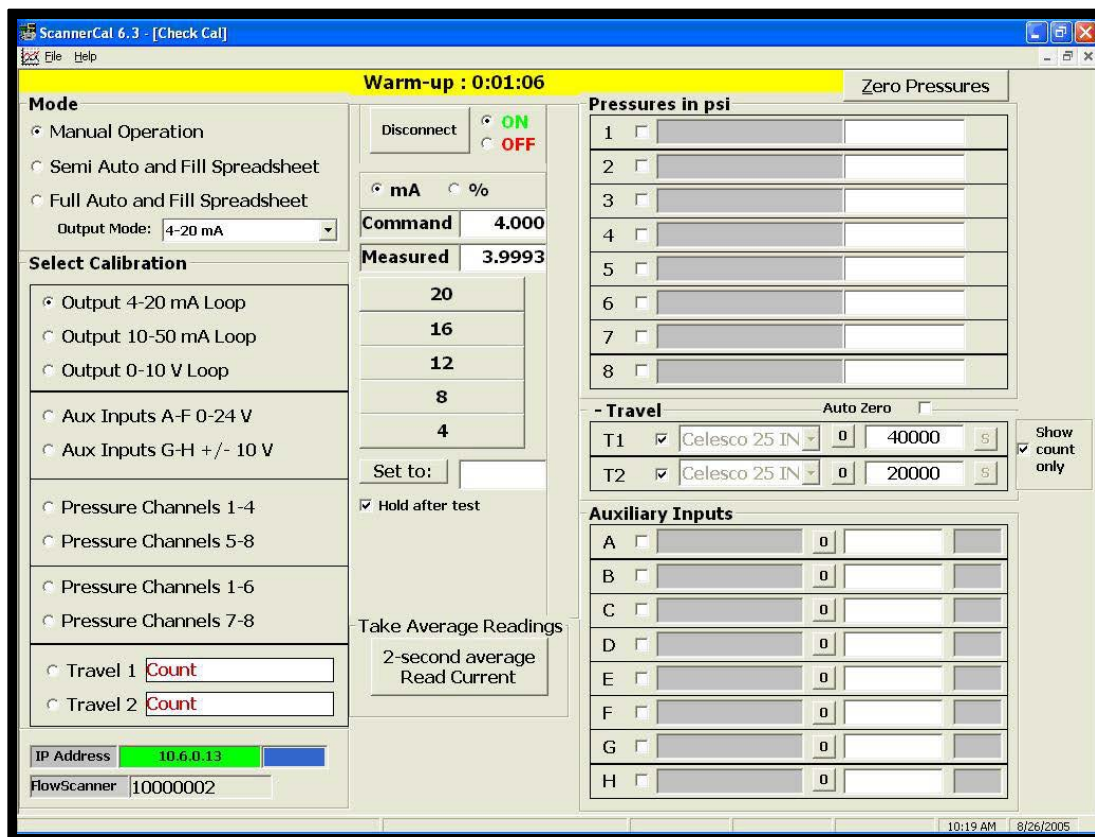 ScannerCal 6.3 - [Check Cal]
File Help
Warm-up : 0:01:06
Zero Pressures
Mode
Manual Operation
Semi Auto and Fill Spreadsheet
Full Auto and Fill Spreadsheet
Output Mode: 4-20 mA
Select Calibration
Output 4-20 mA Loop
Output 10-50 mA Loop
Output 0-10 V Loop
Aux Inputs A-F 0-24 V
Aux Inputs G-H +/- 10 V
Pressure Channels 1-4
Pressure Channels 5-8
Pressure Channels 1-6
Pressure Channels 7-8
Travel 1 Count
Travel 2 Count
IP Address 10.6.0.13
FlowScanner 10000002
Disconnect
ON
OFF
mA %
Command 4.000
Measured 3.9993
20
16
12
8
4
Set to:
Hold after test
Take Average Readings
2-second average
Read Current
Pressures in psi
1
2
3
4
5
6
7
8
- Travel
Auto Zero
T1 Celesco 25 IN 0 40000 S
T2 Celesco 25 IN 0 20000 S
Show
count
only
Auxiliary Inputs
A 0
B 0
C 0
D 0
E 0
F 0
G 0
H 0
10:19 AM 8/26/2005